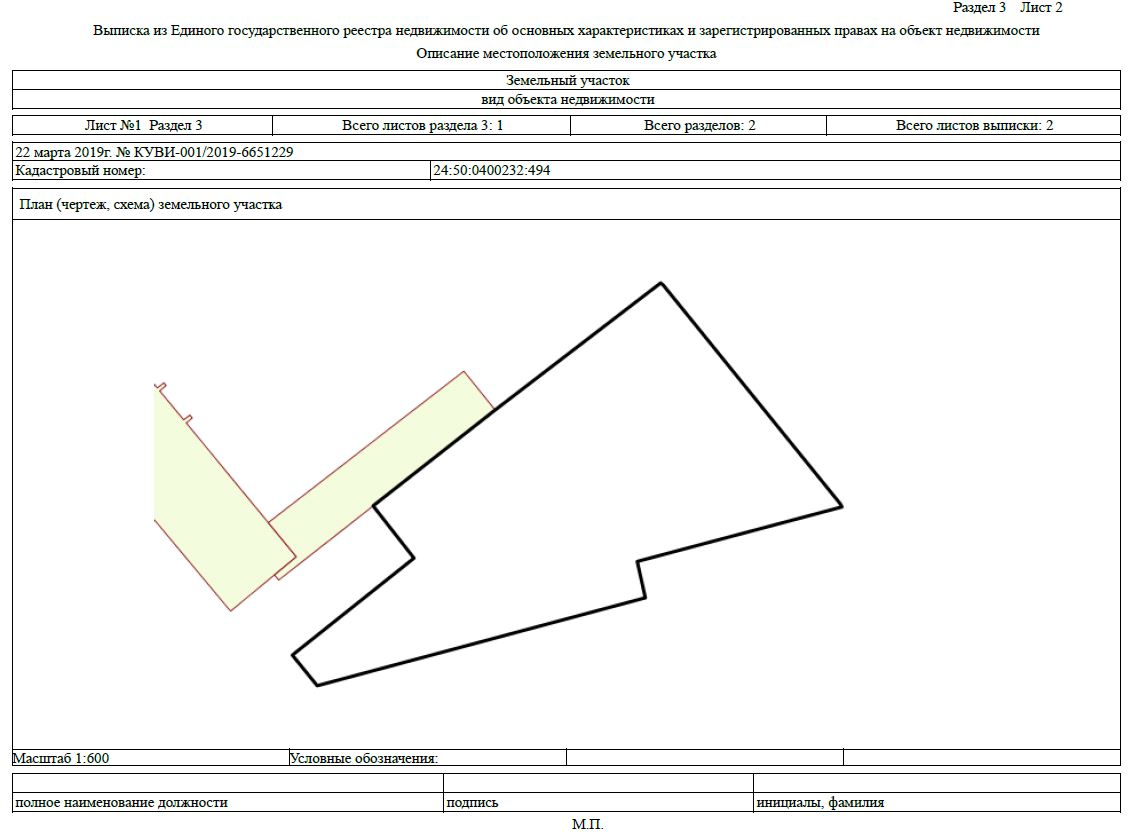 Раздел 3 Лист 2
Выписка из Единого государственного реестра недвижимости об основных характеристиках и зарегистрированных правах на объект недвижимости
Описание местоположения земельного участка
Земельный участок
вид объекта недвижимости
Лист №1 Раздел 3 Всего листов раздела 3: 1 Всего разделов: 2 Всего листов выписки: 2
22 марта 2019г. № КУВИ-001/2019-6651229
Кадастровый номер: 24:50:0400232:494
План (чертеж, схема) земельного участка
Масштаб 1:600 Условные обозначения:
полное наименование должности подпись инициалы, фамилия
М.П.